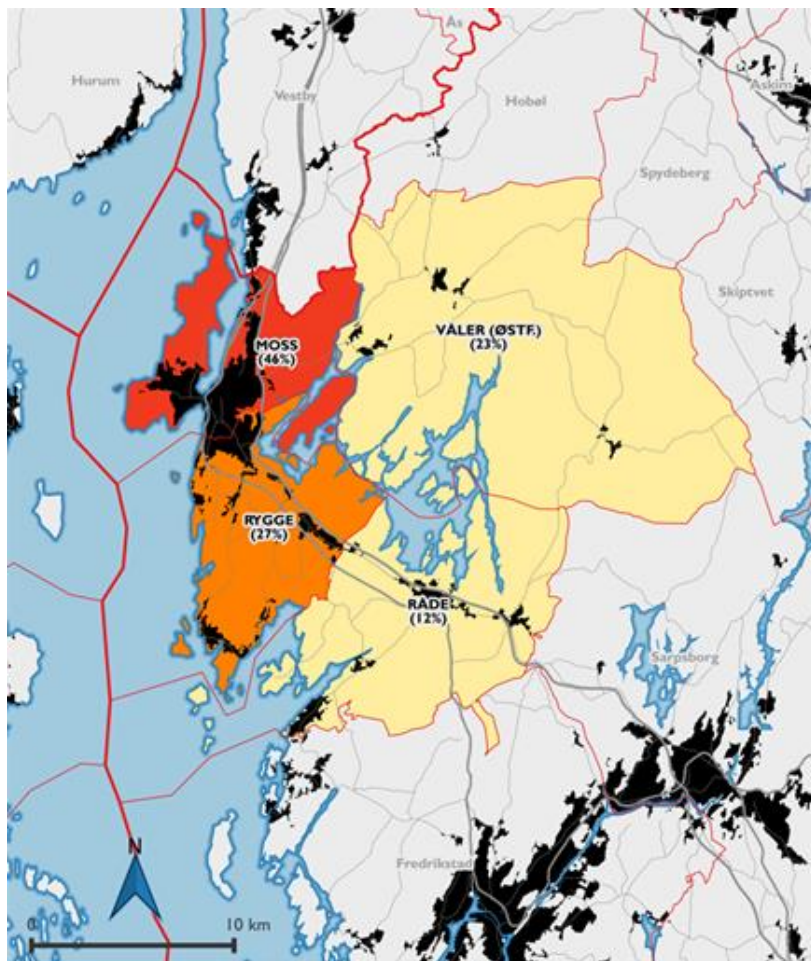 Ås
Hurum
Vestby
Hobøl
Askim
Spydeberg
Skiptvet
MOSS
(46%)
VÅLER (ØSTF.)
(23%)
RYGGE
(27%)
RÅDE
(12%)
Sarpsborg
N
Fredrikstad
0
10 km